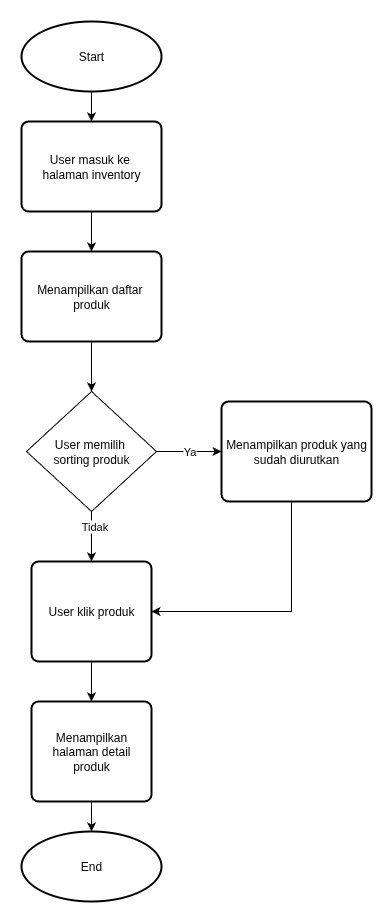 Start
User masuk ke
halaman inventory
Menampilkan daftar
produk
User memilih
sorting produk
Ya
Menampilkan produk yang
sudah diurutkan
Tidak
User klik produk
Menampilkan
halaman detail
produk
End